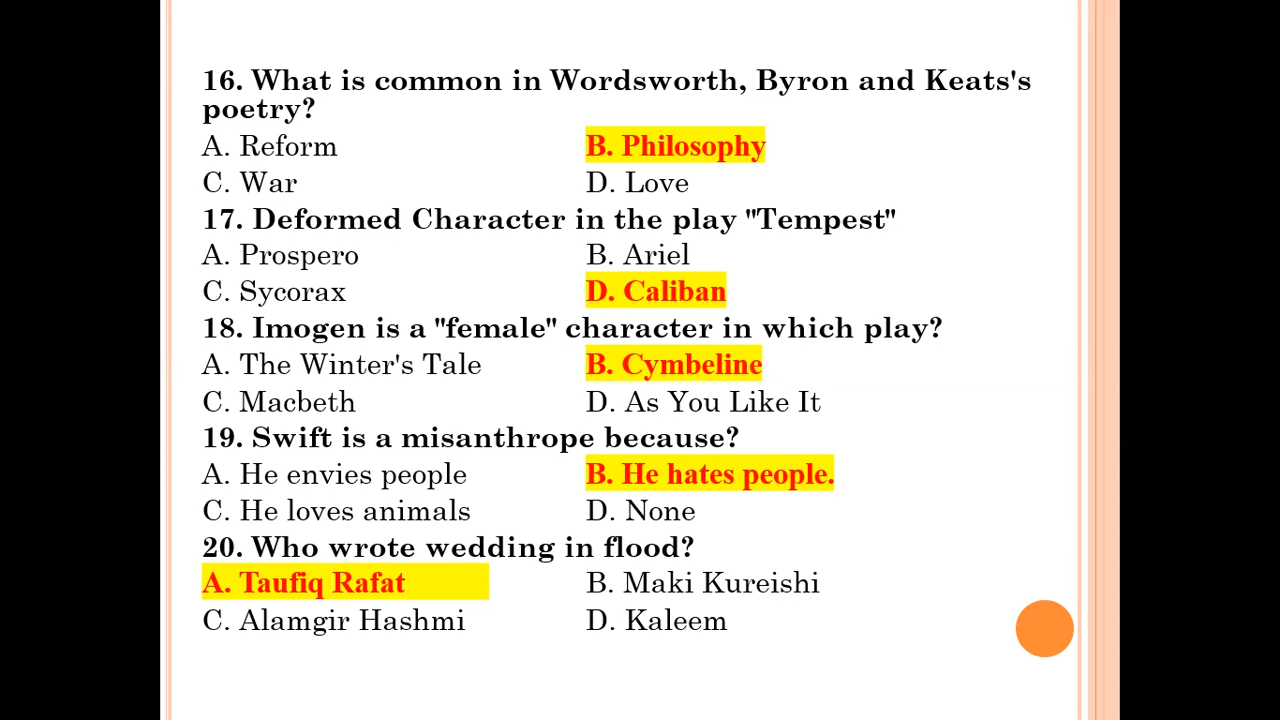 16. What is common in Wordsworth, Byron and Keats's
poetry?
A. Reform B. Philosophy
C. War D. Love
17. Deformed Character in the play "Tempest"
A. Prospero B. Ariel
C. Sycorax D. Caliban
18. Imogen is a "female" character in which play?
A. The Winter's Tale B. Cymbeline
C. Macbeth D. As You Like It
19. Swift is a misanthrope because?
A. He envies people B. He hates people.
C. He loves animals D. None
20. Who wrote wedding in flood?
A. Taufiq Rafat B. Maki Kureishi
C. Alamgir Hashmi D. Kaleem